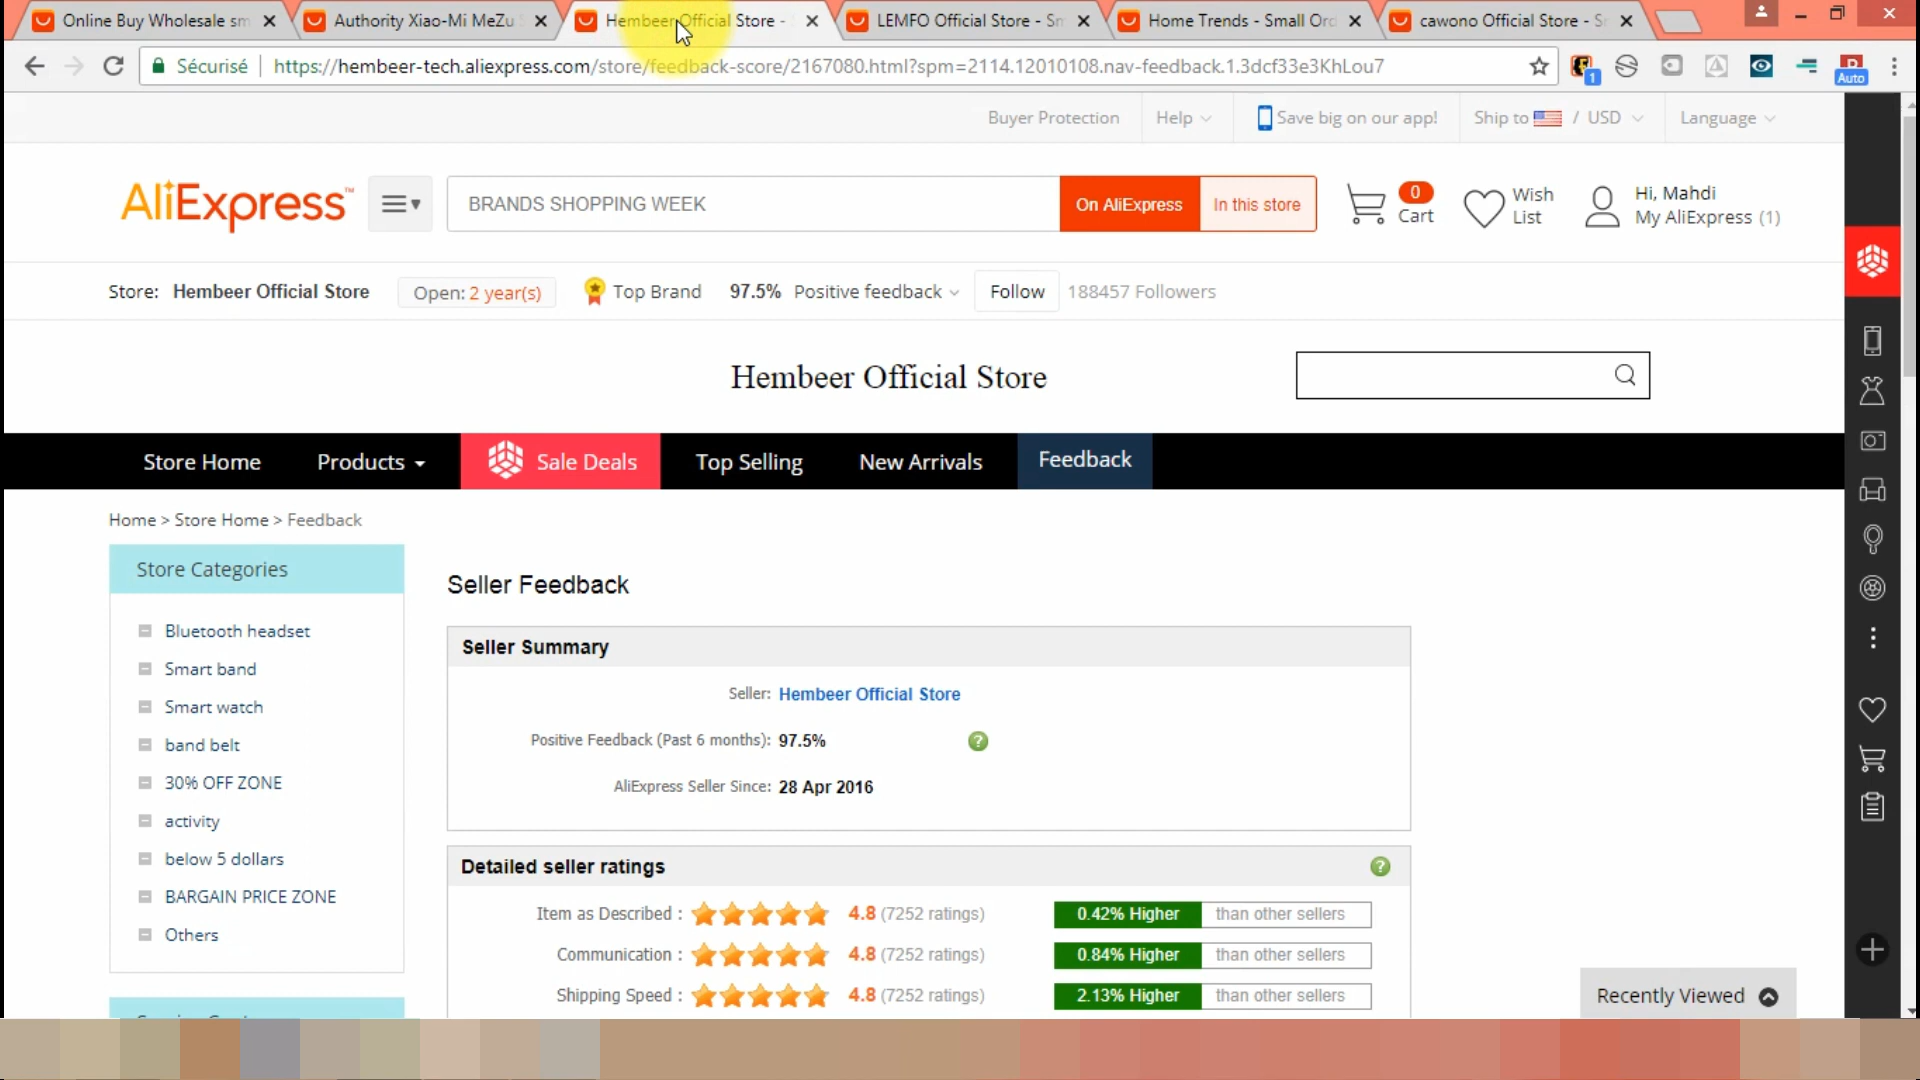 Online Buy Wholesale sm
Authority Xiao-Mi MeZu
Hembeer Official Store -
LEMFO Official Store - Sm
Home Trends - Small Ord
cawono Official Store - S
Sécurisé
https://hembeer-tech.aliexpress.com/store/feedback-score/2167080.html?spm=2114.12010108.nav-feedback.1.3dcf33e3KhLou7
1
Auto
Buyer Protection
Help
Save big on our app!
Ship to / USD
Language
AliExpress™
BRANDS SHOPPING WEEK
On AliExpress
In this store
0
Cart
Wish
List
Hi, Mahdi
My AliExpress (1)
Store: Hembeer Official Store
Open: 2 year(s)
Top Brand
97.5% Positive feedback
Follow
188457 Followers
Hembeer Official Store
Store Home
Products
Sale Deals
Top Selling
New Arrivals
Feedback
Home > Store Home > Feedback
Store Categories
Bluetooth headset
Smart band
Smart watch
band belt
30% OFF ZONE
activity
below 5 dollars
BARGAIN PRICE ZONE
Others
Seller Feedback
Seller Summary
Seller: Hembeer Official Store
Positive Feedback (Past 6 months): 97.5%
?
AliExpress Seller Since: 28 Apr 2016
Detailed seller ratings
?
Item as Described : 4.8 (7252 ratings) 0.42% Higher than other sellers
Communication : 4.8 (7252 ratings) 0.84% Higher than other sellers
Shipping Speed : 4.8 (7252 ratings) 2.13% Higher than other sellers
Recently Viewed